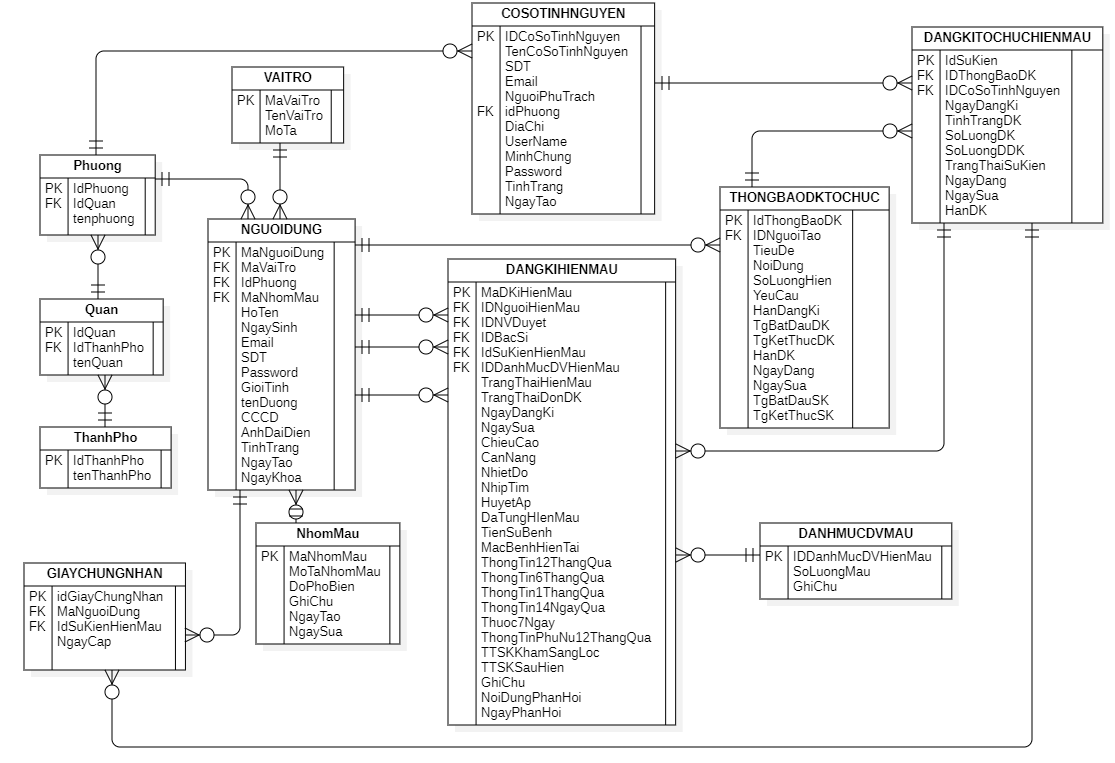 COSOTINHNGUYEN
PK IDCoSoTinhNguyen
TenCoSoTinhNguyen
SDT
Email
NguoiPhuTrach
FK idPhuong
DiaChi
UserName
MinhChung
Password
TinhTrang
NgayTao
DANGKITOCHUCHIENMAU
PK IdSuKien
FK IDThongBaoDK
FK IDCoSoTinhNguyen
NgayDangKi
TinhTrangDK
SoLuongDK
SoLuongDDK
TrangThaiSuKien
NgayDang
NgaySua
HanDK
VAITRO
PK MaVaiTro
TenVaiTro
MoTa
Phuong
PK IdPhuong
FK IdQuan
tenphuong
THONGBAODKTOCHUC
PK IdThongBaoDK
FK IDNguoiTao
TieuDe
NoiDung
SoLuongHien
YeuCau
HanDangKi
TgBatDauDK
TgKetThucDK
HanDK
NgayDang
NgaySua
TgBatDauSK
TgKetThucSK
NGUOIDUNG
PK MaNguoiDung
FK MaVaiTro
FK IdPhuong
FK MaNhomMau
HoTen
NgaySinh
Email
SDT
Password
GioiTinh
tenDuong
CCCD
AnhDaiDien
TinhTrang
NgayTao
NgayKhoa
DANGKIHIENMAU
PK MaDKiHienMau
FK IDNguoiHienMau
FK IDNVDuyet
FK IDBacSi
FK IdSuKienHienMau
FK IDDanhMucDVHienMau
TrangThaiHienMau
TrangThaiDonDK
NgayDangKi
NgaySua
ChieuCao
CanNang
NhietDo
NhipTim
HuyetAp
DaTungHIenMau
TienSuBenh
MacBenhHienTai
ThongTin12ThangQua
ThongTin6ThangQua
ThongTin1ThangQua
ThongTin14NgayQua
Thuoc7Ngay
ThongTinPhuNu12ThangQua
TTSKKhamSangLoc
TTSKSauHien
GhiChu
NoiDungPhanHoi
NgayPhanHoi
Quan
PK IdQuan
FK IdThanhPho
tenQuan
ThanhPho
PK IdThanhPho
tenThanhPho
NhomMau
PK MaNhomMau
MoTaNhomMau
DoPhoBien
GhiChu
NgayTao
NgaySua
DANHMUCDVMAU
PK IDDanhMucDVHienMau
SoLuongMau
GhiChu
GIAYCHUNGNHAN
PK idGiayChungNhan
FK MaNguoiDung
FK IdSuKienHienMau
NgayCap